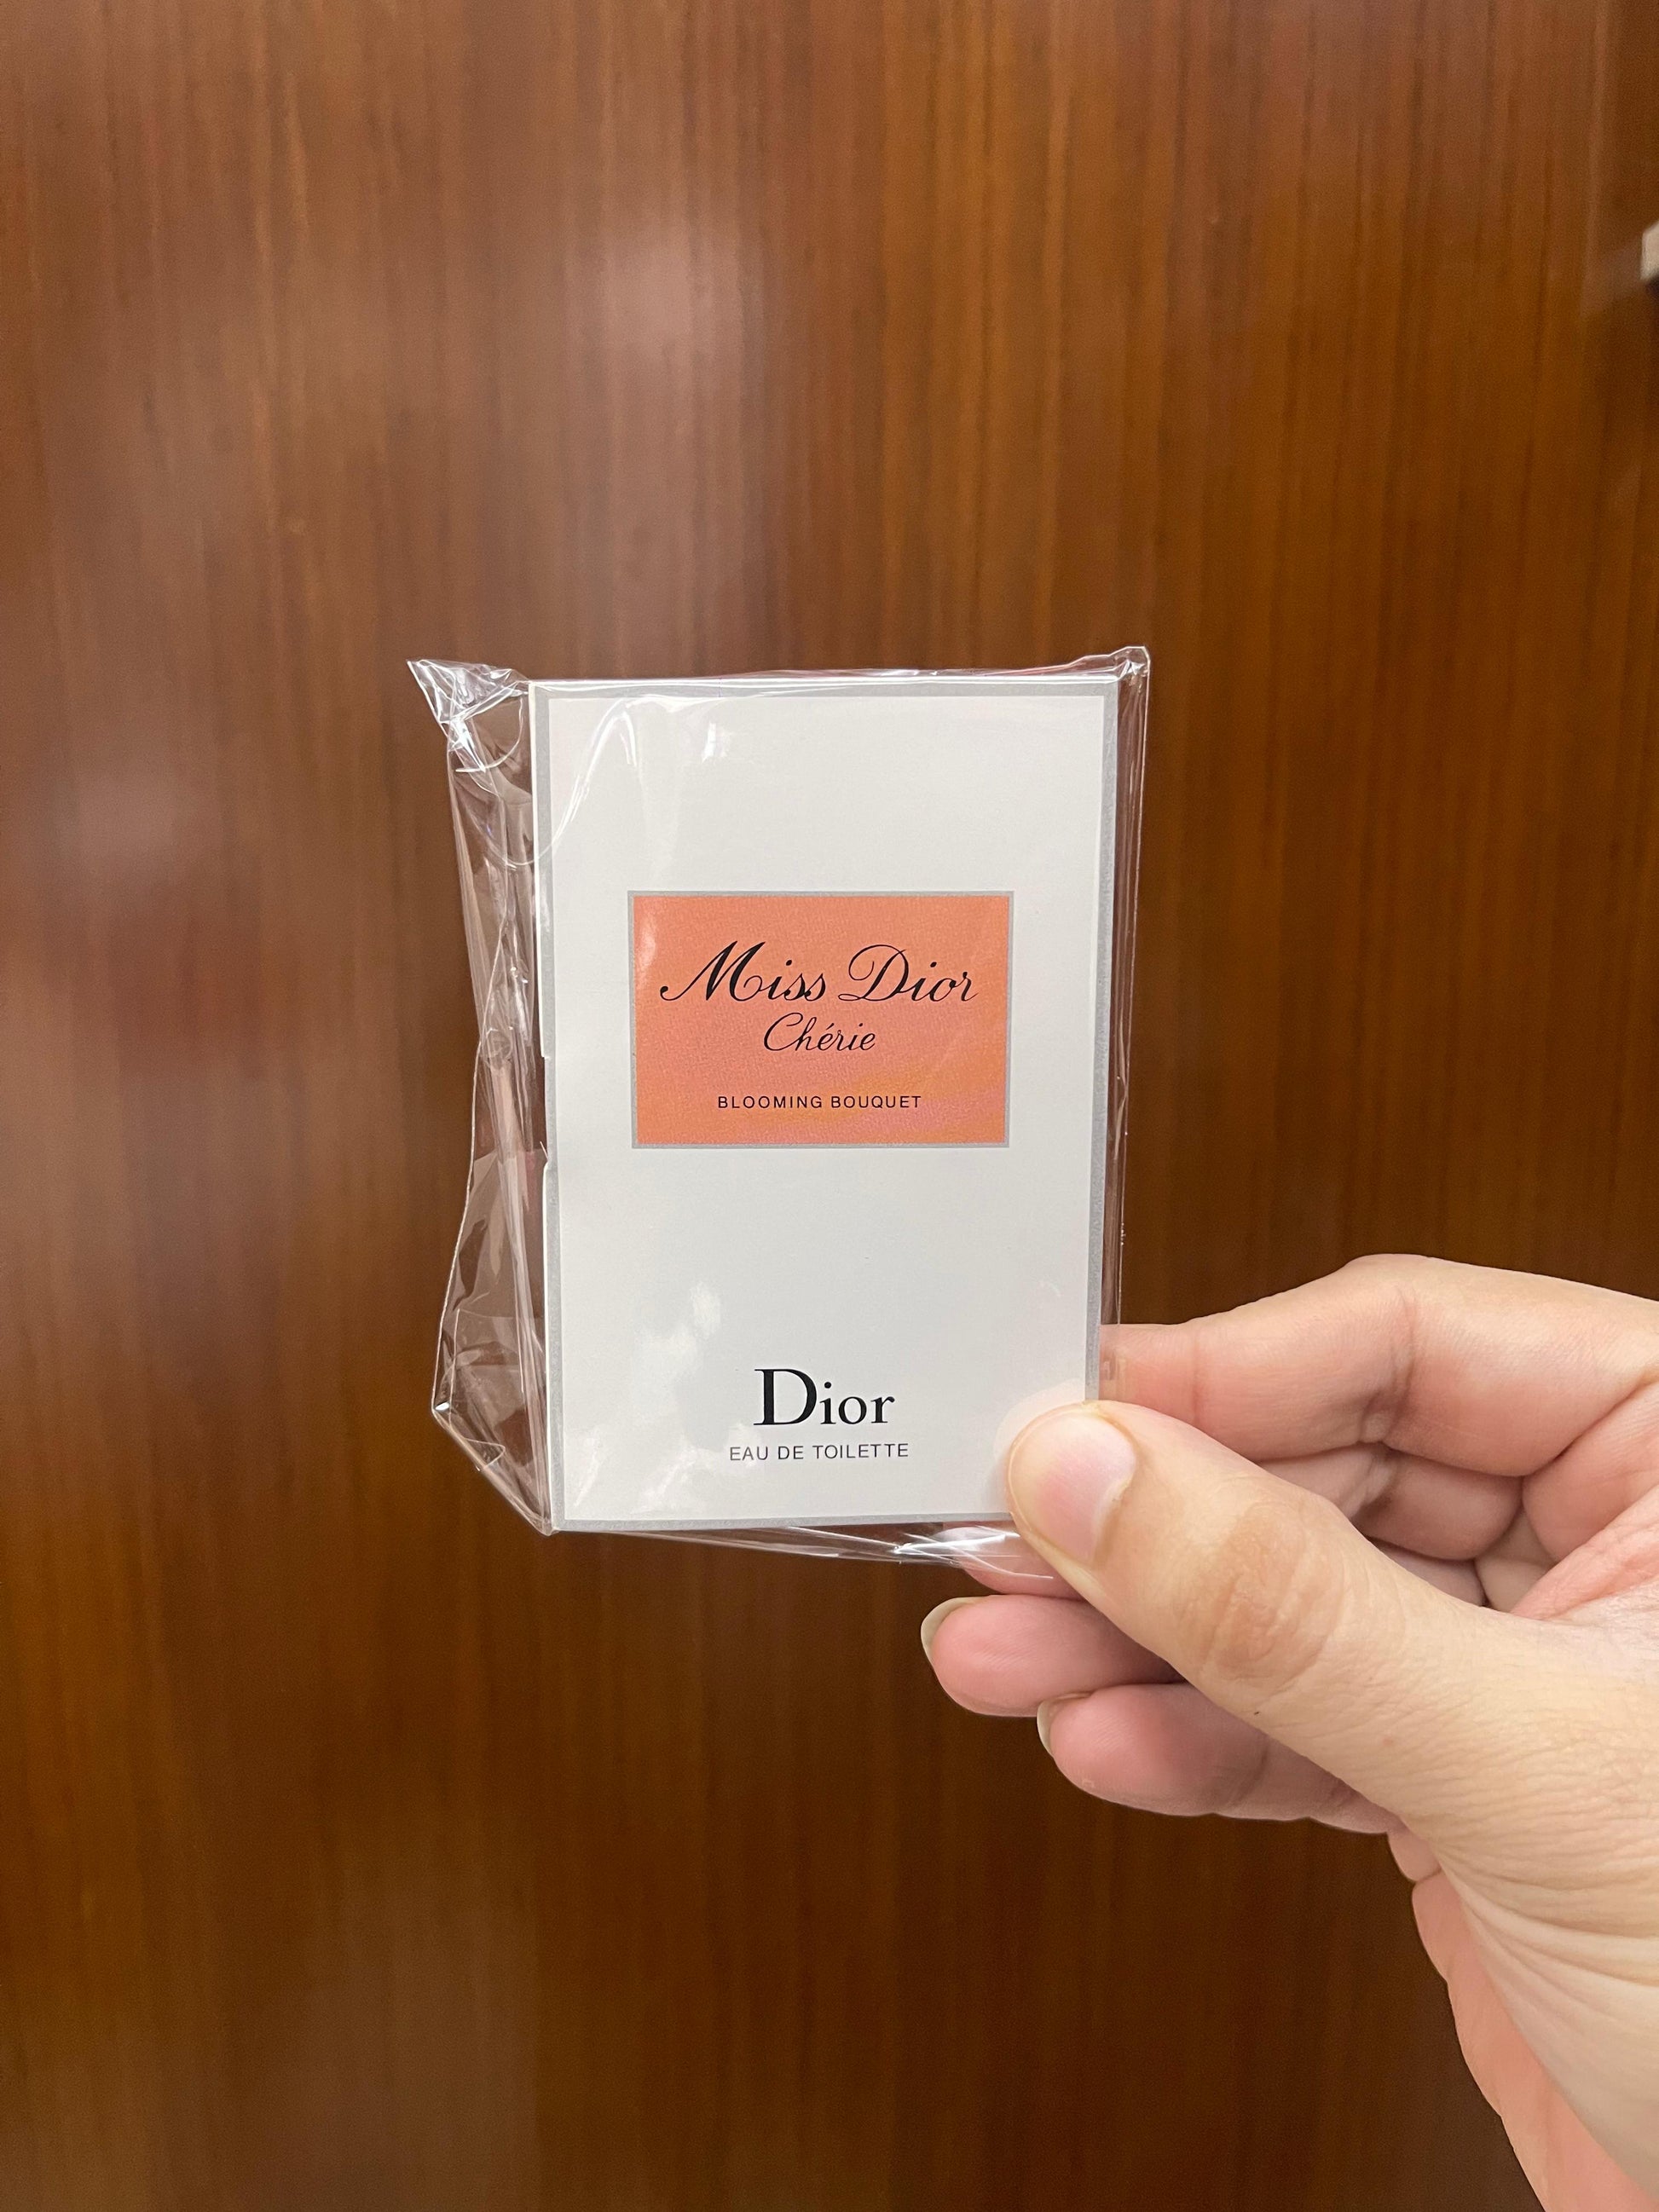 Miss Dior
Chérie
BLOOMING BOUQUET
Dior
EAU DE TOILETTE